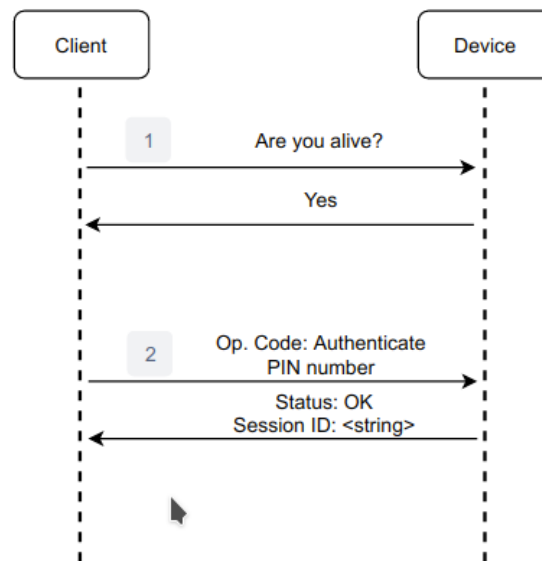 Client
Device
1
Are you alive?
Yes
2
Op. Code: Authenticate
PIN number
Status: OK
Session ID: <string>